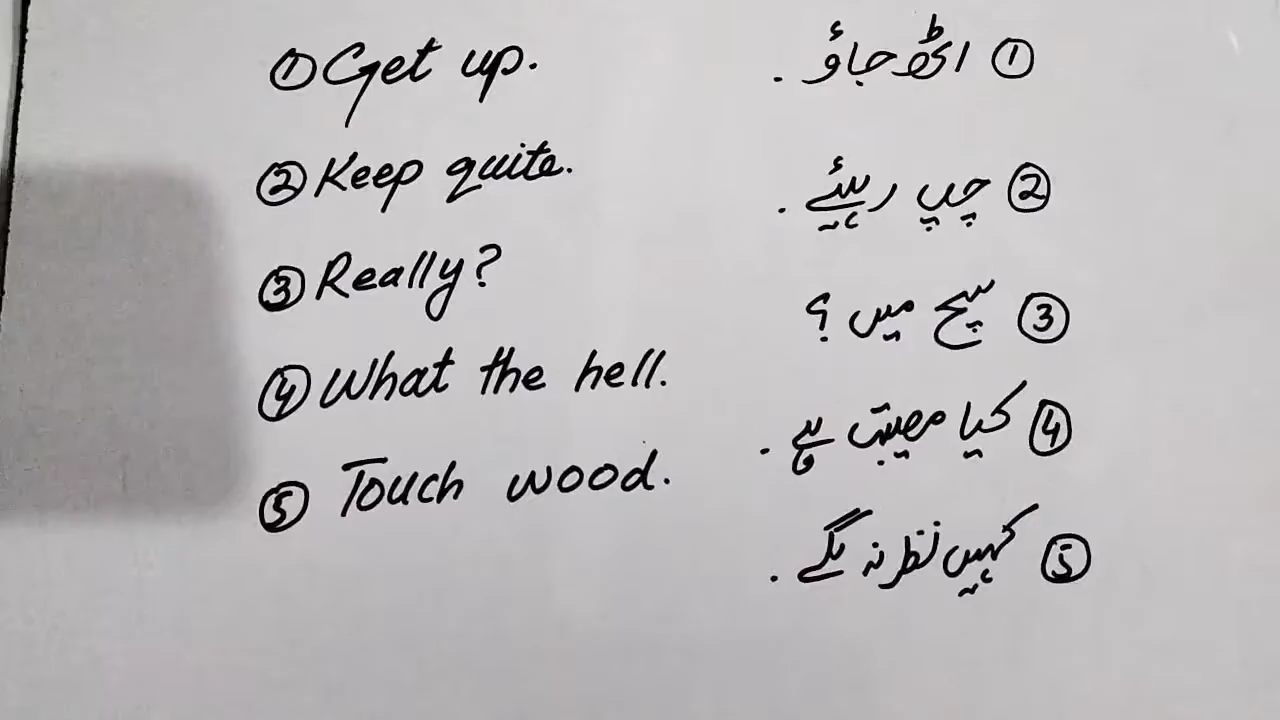 ① Get up. ① اٹھ جاؤ .
② Keep quite. ② چپ رہئیے .
③ Really? ③ سچ میں ؟
④ What the hell. ④ کیا مصیبت ہے .
⑤ Touch wood. ⑤ کہیں نظر نہ لگے .